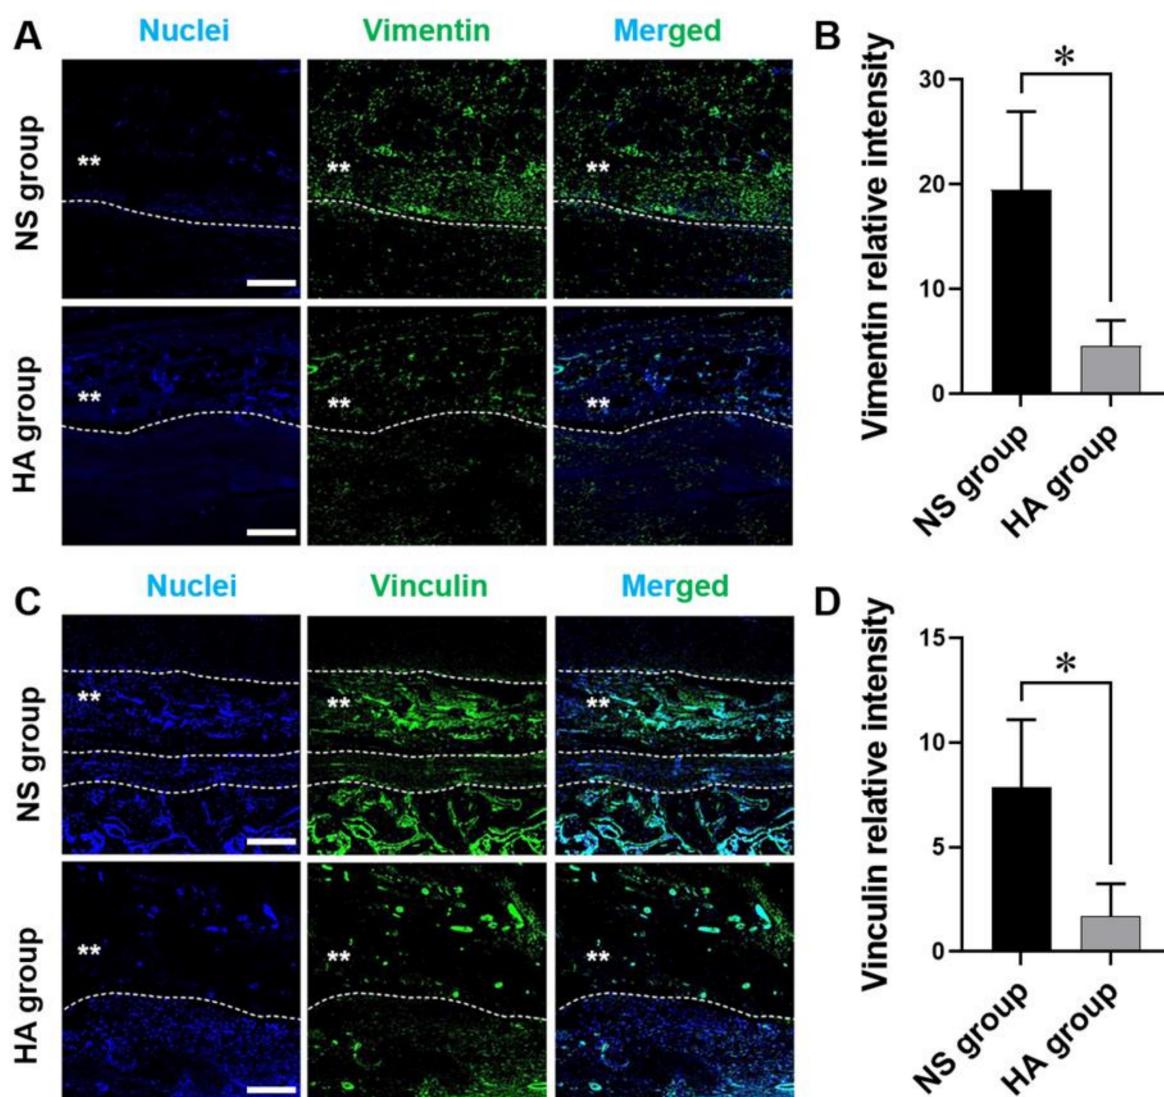 A
Nuclei
Vimentin
Merged
NS group
**
**
**
HA group
**
**
**
B
Vimentin relative intensity
30
20
10
0
*
NS group
HA group
C
Nuclei
Vinculin
Merged
NS group
**
**
**
HA group
**
**
**
D
Vinculin relative intensity
15
10
5
0
*
NS group
HA group